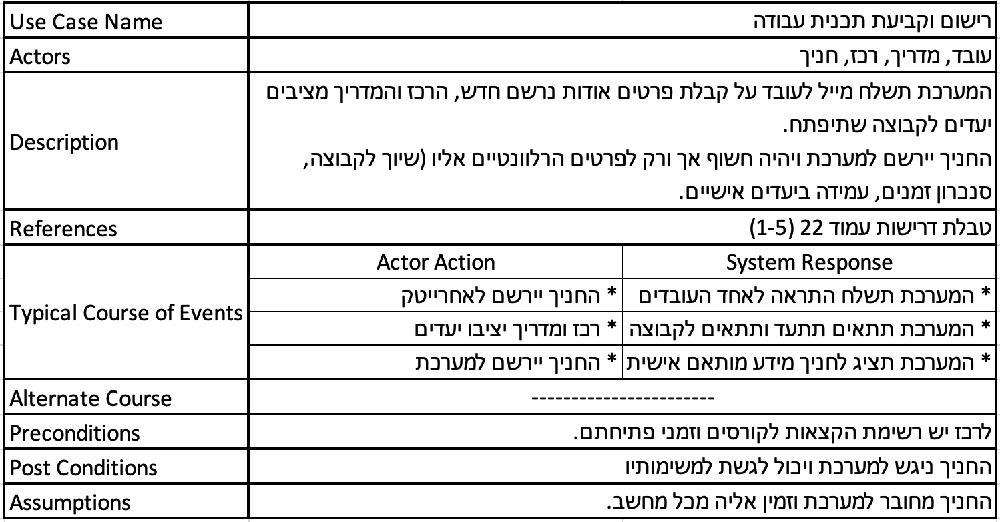 Use Case Name
רישום וקביעת תכנית עבודה
Actors
עובד, מדריך, רכז, חניך
Description
המערכת תשלח מייל לעובד על קבלת פרטים אודות נרשם חדש, הרכז והמדריך מציבים
יעדים לקבוצה שתיפתח.
החניך יירשם למערכת ויהיה חשוף אך ורק לפרטים הרלוונטיים אליו (שיוך לקבוצה,
סנכרון זמנים, עמידה ביעדים אישיים.
References
טבלת דרישות עמוד 22 (1-5)
Typical Course of Events
Actor Action
System Response
* החניך יירשם לאחרייטק
* המערכת תשלח התראה לאחד העובדים
* רכז ומדריך יציבו יעדים
* המערכת תתאים תתעד ותתאים לקבוצה
* החניך יירשם למערכת
* המערכת תציג לחניך מידע מותאם אישית
Alternate Course
-----------------------
Preconditions
לרכז יש רשימת הקצאות לקורסים וזמני פתיחתם.
Post Conditions
החניך ניגש למערכת ויכול לגשת למשימותיו
Assumptions
החניך מחובר למערכת וזמין אליה מכל מחשב.